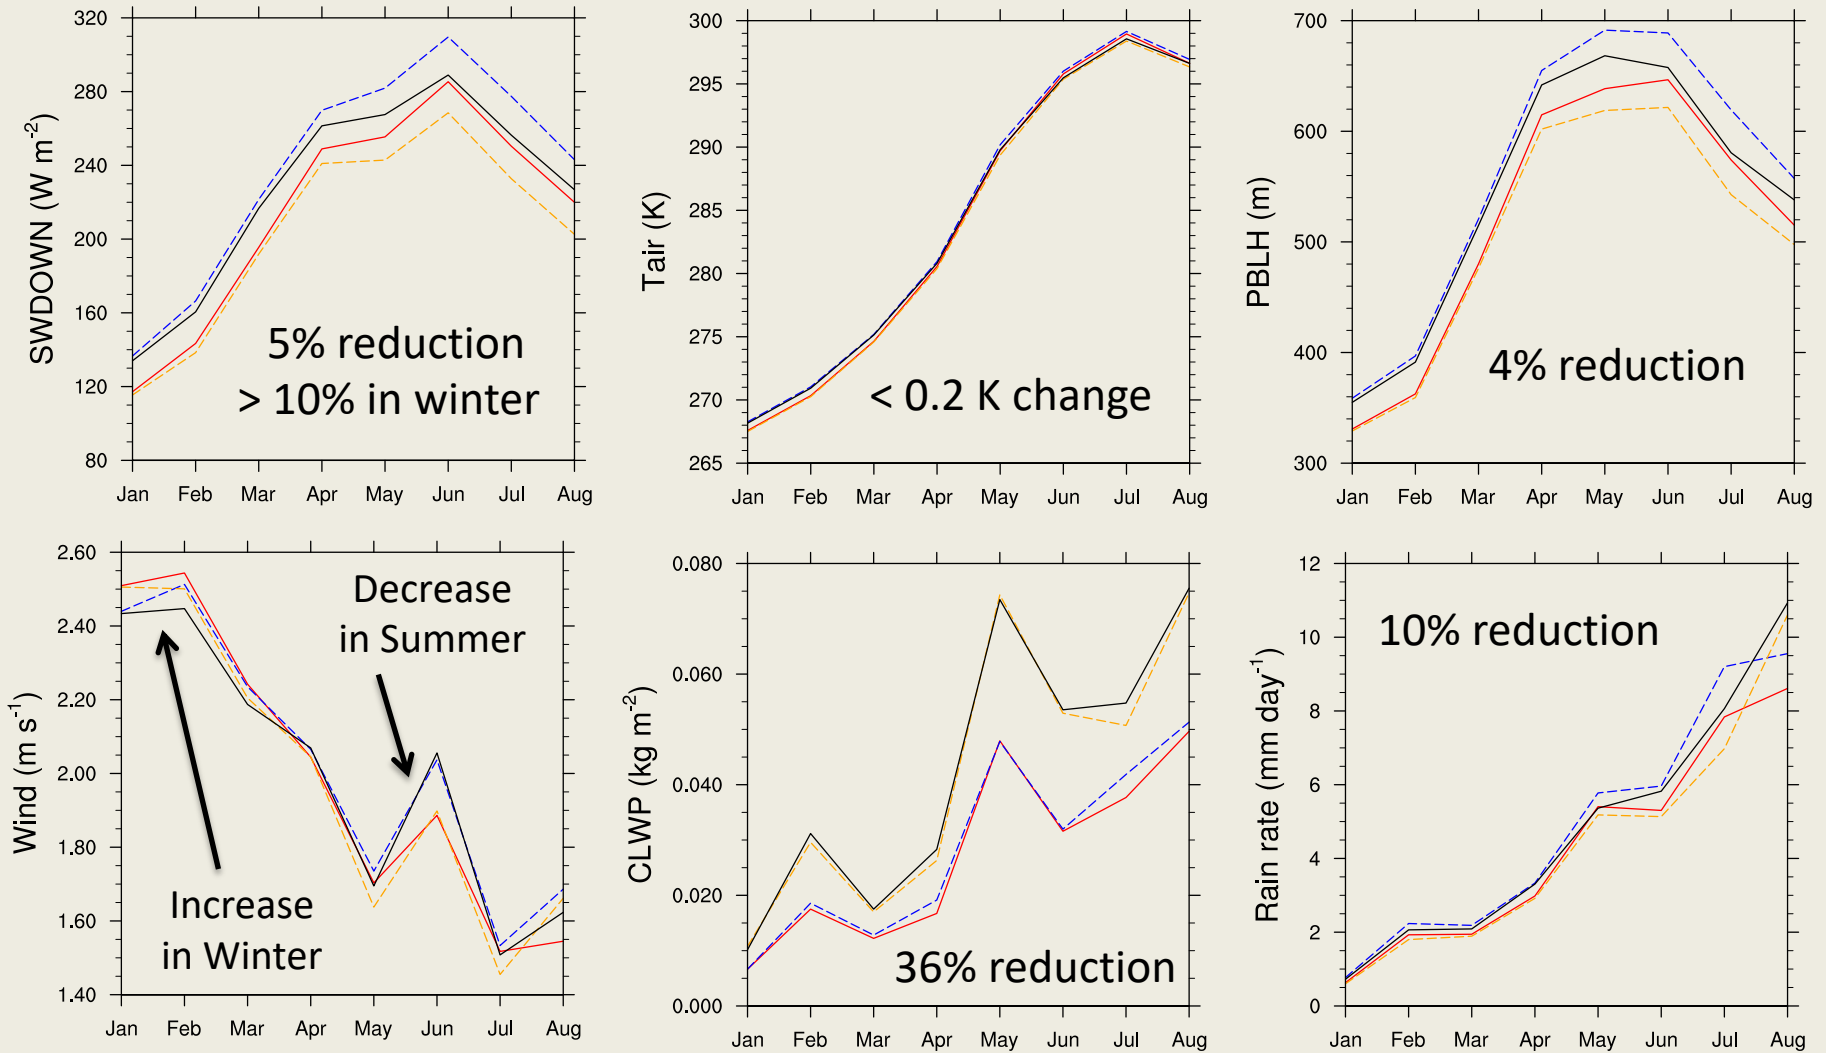 SWDOWN (W m-2)
320
280
240
200
160
120
80
5% reduction
> 10% in winter
Jan Feb Mar Apr May Jun Jul Aug
Tair (K)
300
295
290
285
280
275
270
265
< 0.2 K change
Jan Feb Mar Apr May Jun Jul Aug
PBLH (m)
700
600
500
400
300
4% reduction
Jan Feb Mar Apr May Jun Jul Aug
Wind (m s-1)
2.60
2.40
2.20
2.00
1.80
1.60
1.40
Decrease
in Summer
Increase
in Winter
Jan Feb Mar Apr May Jun Jul Aug
CLWP (kg m-2)
0.080
0.060
0.040
0.020
0.000
36% reduction
Jan Feb Mar Apr May Jun Jul Aug
Rain rate (mm day-1)
12
10
8
6
4
2
0
10% reduction
Jan Feb Mar Apr May Jun Jul Aug